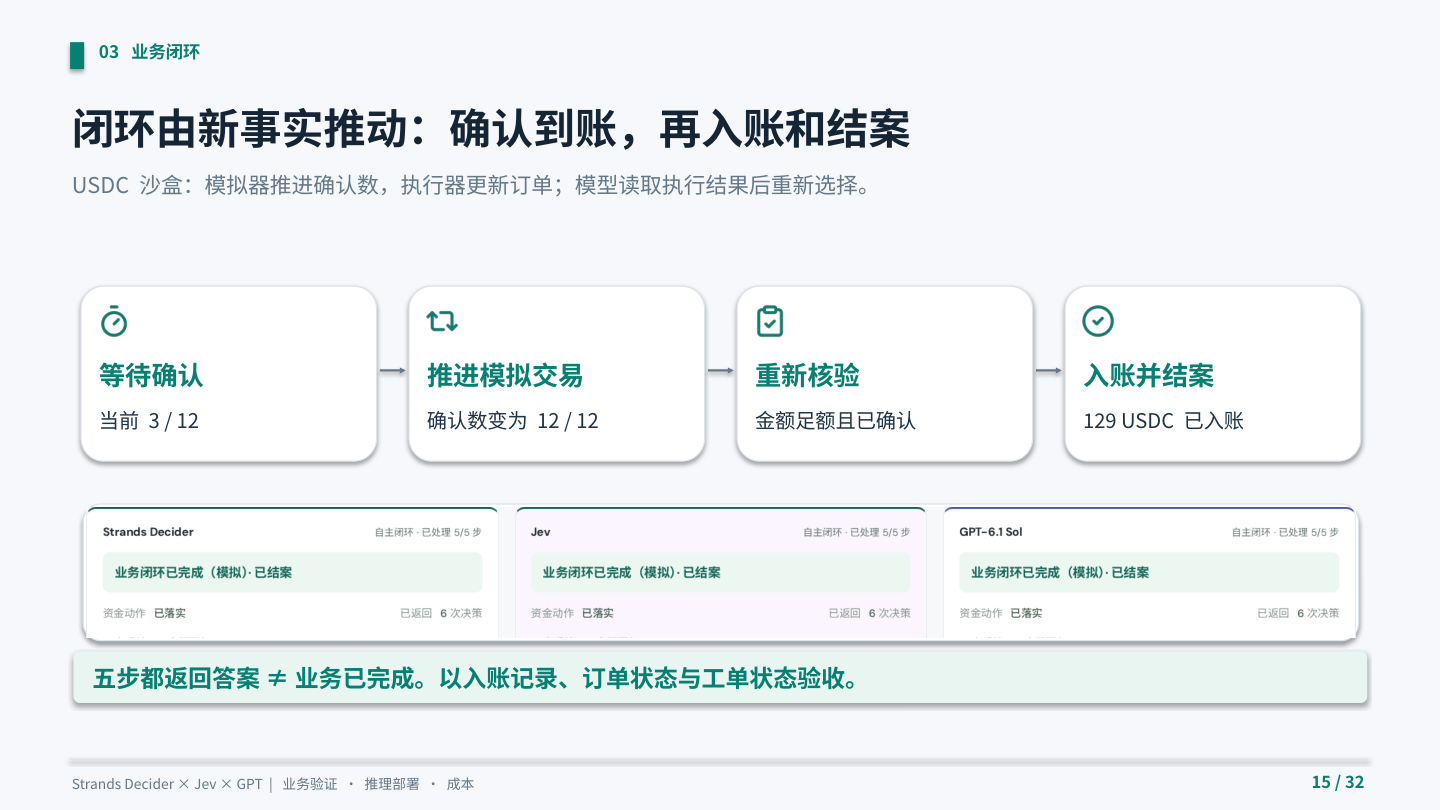 03 业务闭环
闭环由新事实推动：确认到账，再入账和结案
USDC 沙盒：模拟器推进确认数，执行器更新订单；模型读取执行结果后重新选择。
等待确认
当前 3 / 12
推进模拟交易
确认数变为 12 / 12
重新核验
金额足额且已确认
入账并结案
129 USDC 已入账
Strands Decider 自主闭环 · 已处理 5/5 步
业务闭环已完成（模拟）· 已结案
资金动作 已落实 已返回 6 次决策
Jev 自主闭环 · 已处理 5/5 步
业务闭环已完成（模拟）· 已结案
资金动作 已落实 已返回 6 次决策
GPT-6.1 Sol 自主闭环 · 已处理 5/5 步
业务闭环已完成（模拟）· 已结案
资金动作 已落实 已返回 6 次决策
五步都返回答案 ≠ 业务已完成。以入账记录、订单状态与工单状态验收。
Strands Decider × Jev × GPT | 业务验证 · 推理部署 · 成本
15 / 32